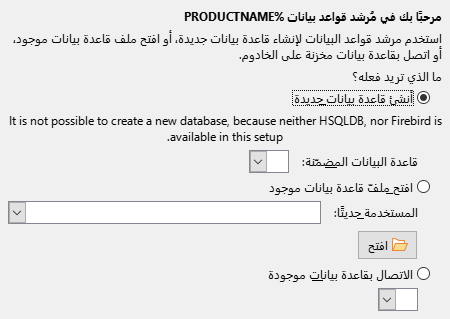 مرحبًا بك في مُرشد قواعد بيانات %PRODUCTNAME
استخدم مرشد قواعد البيانات لإنشاء قاعدة بيانات جديدة، أو افتح ملف قاعدة بيانات موجود،
أو اتصل بقاعدة بيانات مخزنة على الخادوم.
ما الذي تريد فعله؟
أنشئ قاعدة بيانات جديدة
It is not possible to create a new database, because neither HSQLDB, nor Firebird is
available in this setup.
قاعدة البيانات المضمّنة:
افتح ملف قاعدة بيانات موجود
المستخدمة حديثًا:
افتح
الاتصال بقاعدة بيانات موجودة